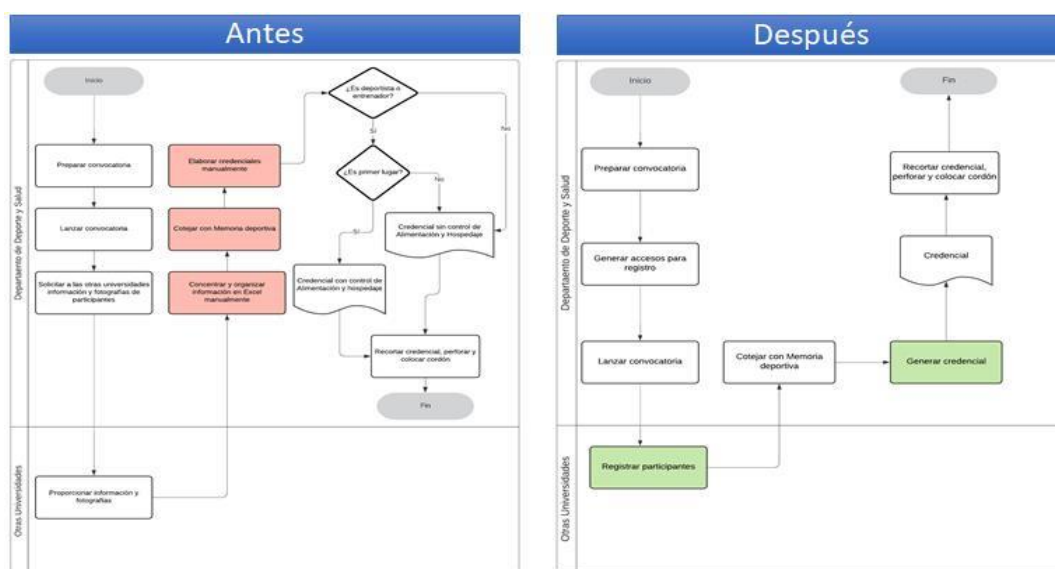 Antes
Departaento de Deporte y Salud
Inicio
Preparar convocatoria
Lanzar convocatoria
Solicitar a las otras universidades
información y fotografías de
participantes
Elaborar credenciales
manualmente
Cotejar con Memoria deportiva
Concentrar y organizar
información en Excel
manualmente
¿Es deportista o
entrenador?
Sí
No
¿Es primer lugar?
No
Sí
Credencial sin control de
Alimentación y Hospedaje
Credencial con control de
Alimentación y hospedaje
Recortar credencial, perforar y
colocar cordón
Fin
Otras Universidades
Proporcionar información y
fotografías
Después
Departaento de Deporte y Salud
Inicio
Preparar convocatoria
Generar accesos para
registro
Lanzar convocatoria
Cotejar con Memoria
deportiva
Fin
Recortar credencial,
perforar y colocar cordón
Credencial
Generar credencial
Otras Universidades
Registrar participantes